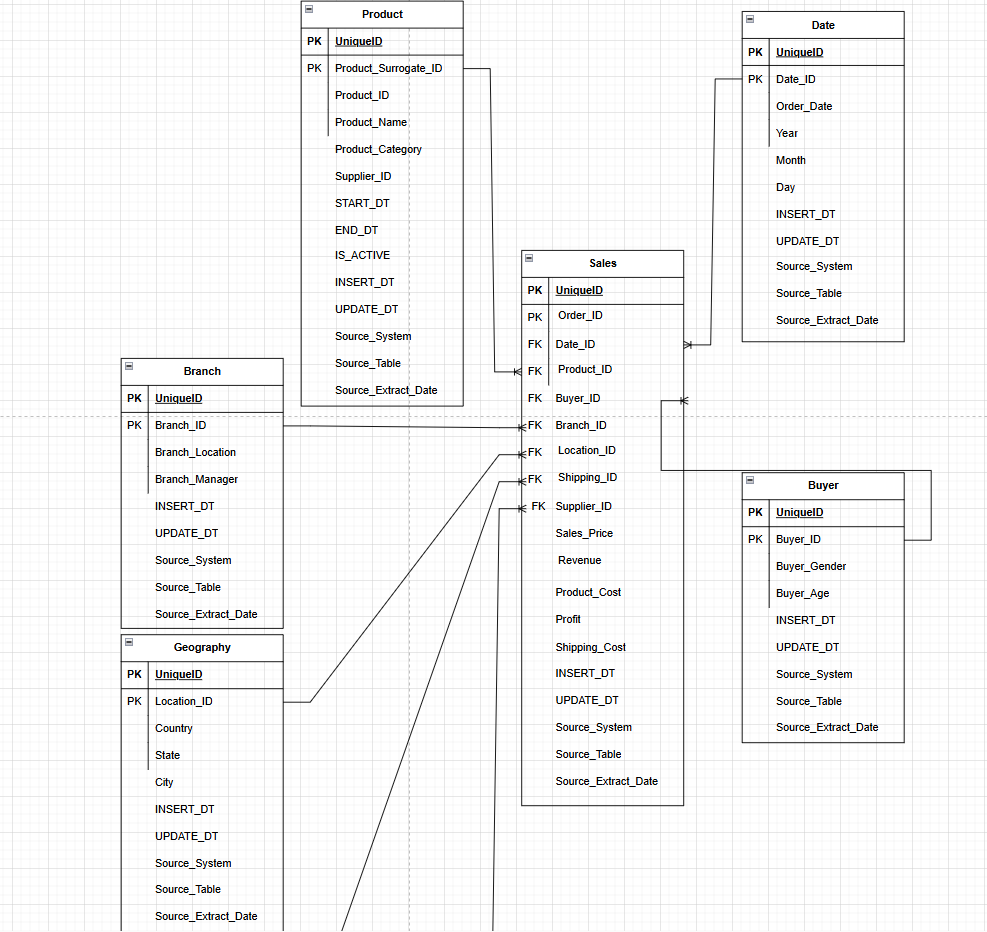 Product
PK UniqueID
PK Product_Surrogate_ID
Product_ID
Product_Name
Product_Category
Supplier_ID
START_DT
END_DT
IS_ACTIVE
INSERT_DT
UPDATE_DT
Source_System
Source_Table
Source_Extract_Date
Date
PK UniqueID
PK Date_ID
Order_Date
Year
Month
Day
INSERT_DT
UPDATE_DT
Source_System
Source_Table
Source_Extract_Date
Sales
PK UniqueID
PK Order_ID
FK Date_ID
FK Product_ID
FK Buyer_ID
FK Branch_ID
FK Location_ID
FK Shipping_ID
FK Supplier_ID
Sales_Price
Revenue
Product_Cost
Profit
Shipping_Cost
INSERT_DT
UPDATE_DT
Source_System
Source_Table
Source_Extract_Date
Branch
PK UniqueID
PK Branch_ID
Branch_Location
Branch_Manager
INSERT_DT
UPDATE_DT
Source_System
Source_Table
Source_Extract_Date
Buyer
PK UniqueID
PK Buyer_ID
Buyer_Gender
Buyer_Age
INSERT_DT
UPDATE_DT
Source_System
Source_Table
Source_Extract_Date
Geography
PK UniqueID
PK Location_ID
Country
State
City
INSERT_DT
UPDATE_DT
Source_System
Source_Table
Source_Extract_Date